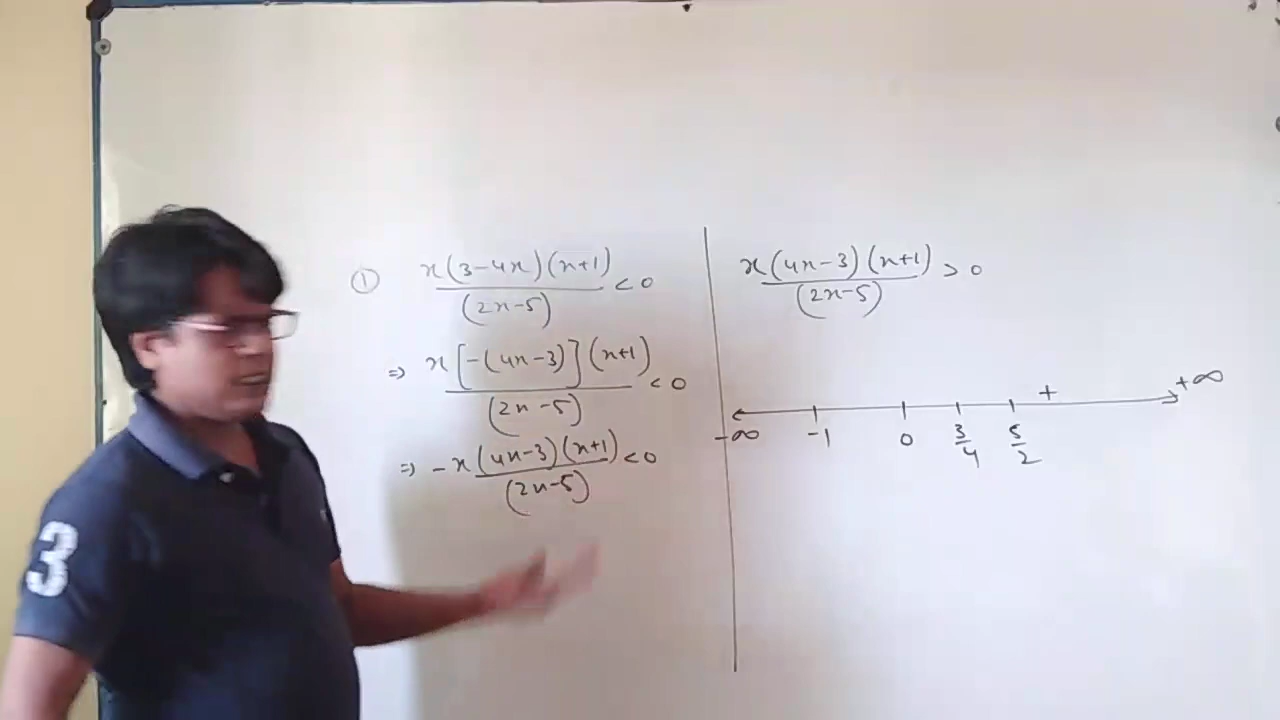 ① x(3-4x)(x+1)/(2x-5) < 0
⇒ x[-(4x-3)](x+1)/(2x-5) < 0
⇒ -x(4x-3)(x+1)/(2x-5) < 0
x(4x-3)(x+1)/(2x-5) > 0
+ +∞
-∞ -1 0 3/4 5/2
3